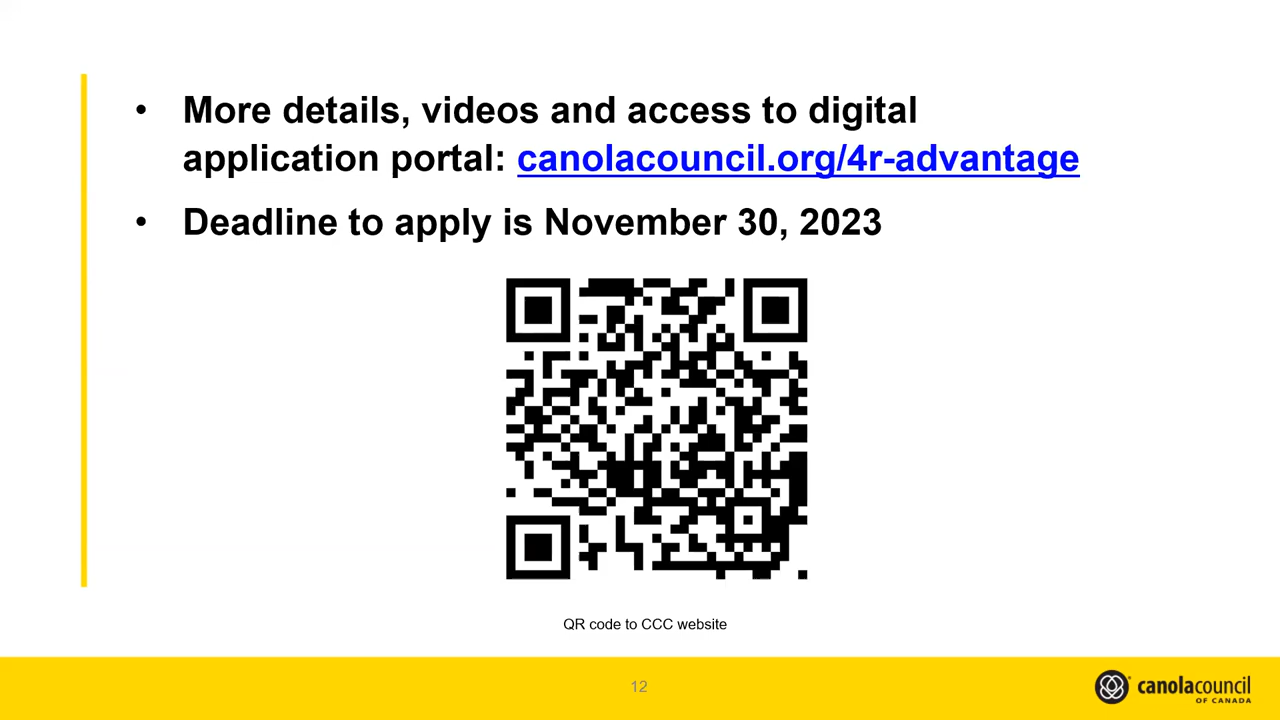 • More details, videos and access to digital
application portal: canolacouncil.org/4r-advantage
• Deadline to apply is November 30, 2023
QR code to CCC website
12
canolacouncil
OF CANADA